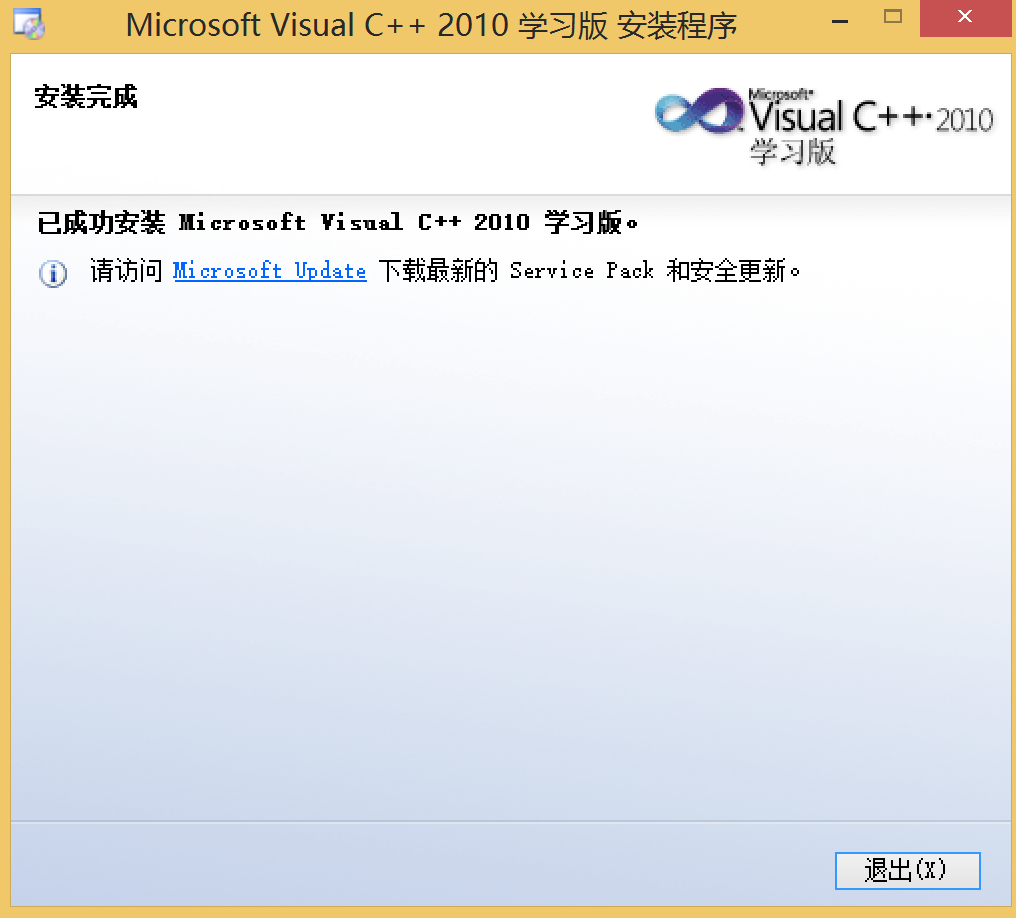 Microsoft Visual C++ 2010 学习版 安装程序
安装完成
Microsoft®
Visual C++ 2010
学习版
已成功安装 Microsoft Visual C++ 2010 学习版。
请访问 Microsoft Update 下载最新的 Service Pack 和安全更新。
退出(X)